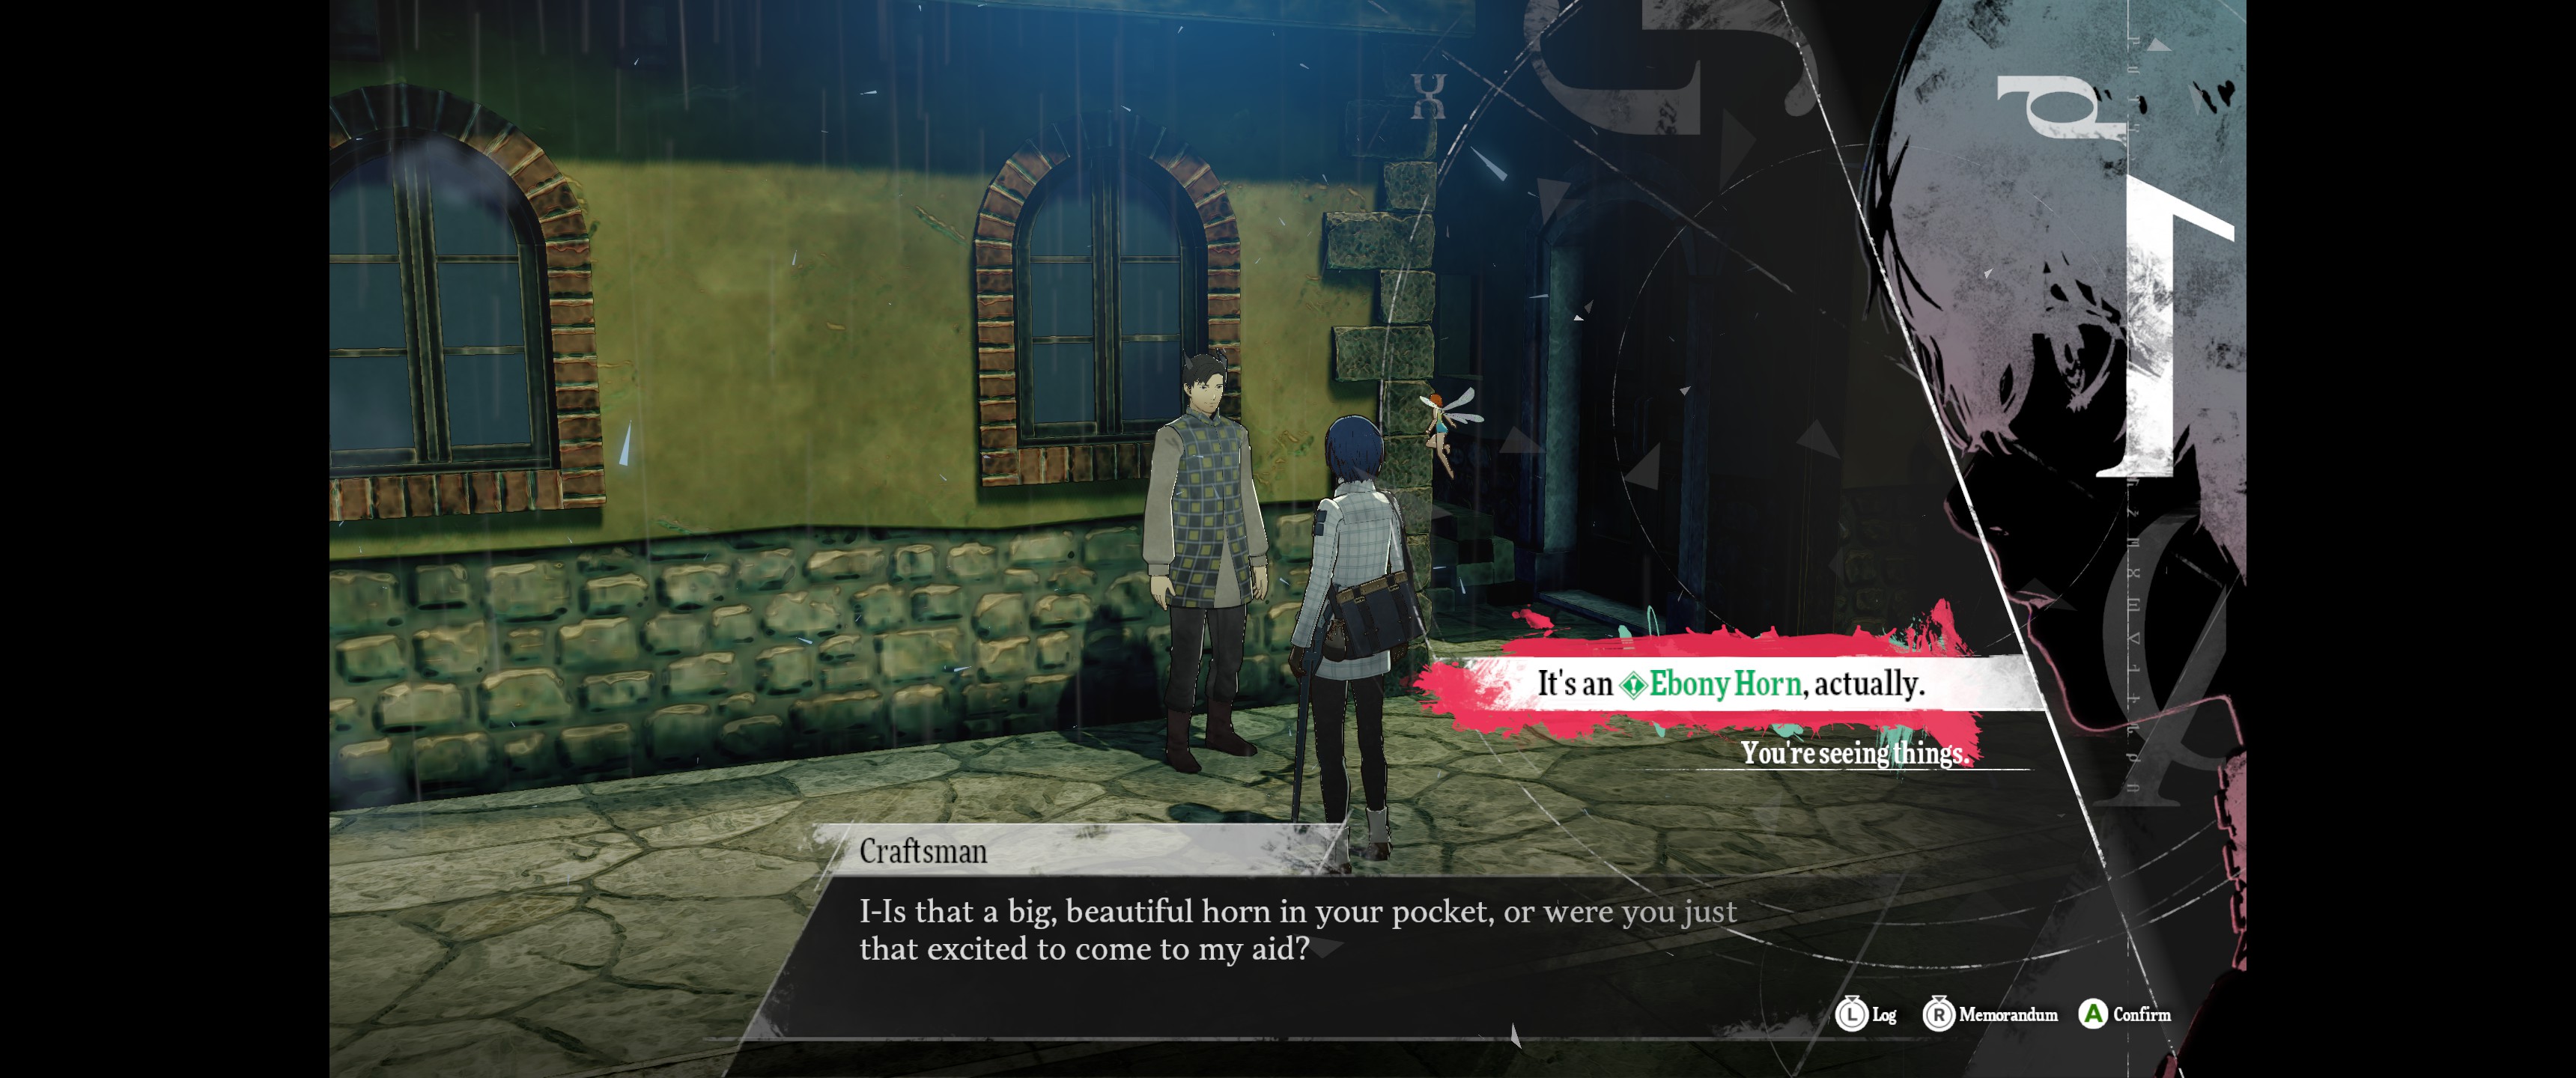 It's an Ebony Horn, actually.
You're seeing things.
Craftsman
I-Is that a big, beautiful horn in your pocket, or were you just
that excited to come to my aid?
L Log R Memorandum A Confirm